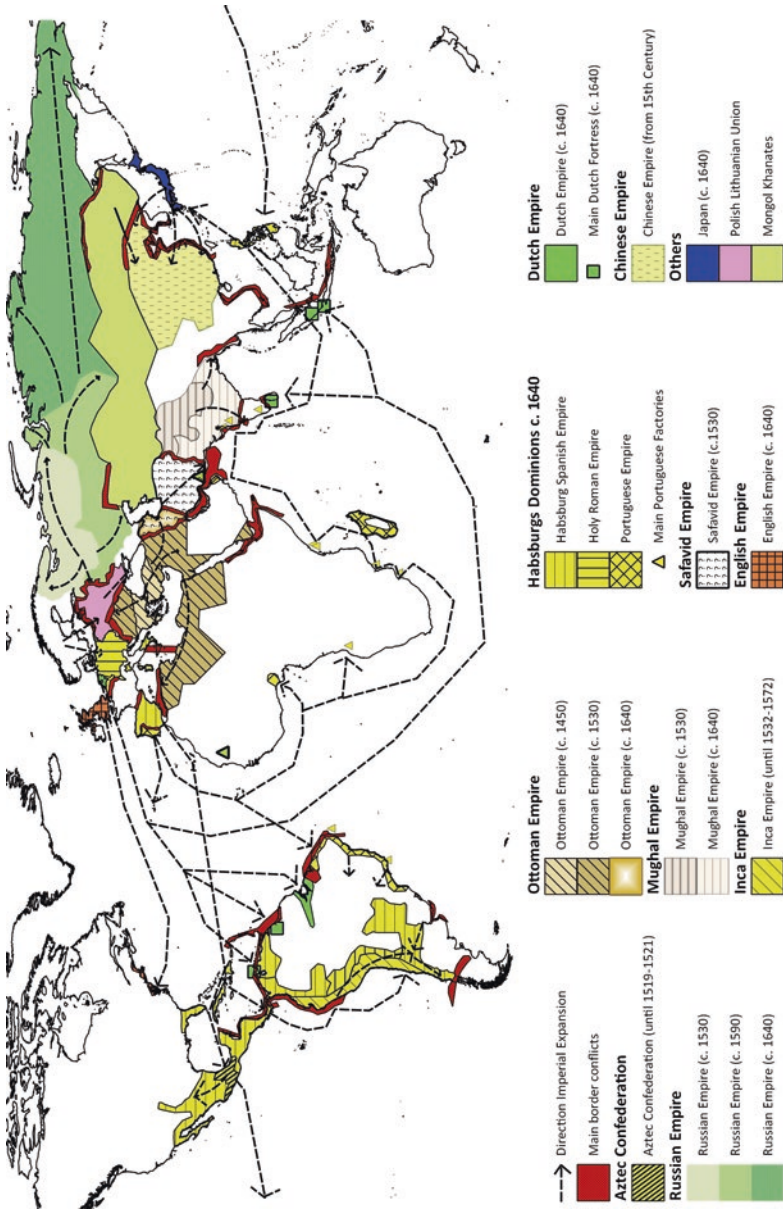 Direction Imperial Expansion
Main border conflicts
Aztec Confederation
Aztec Confederation (until 1519-1521)
Russian Empire
Russian Empire (c. 1530)
Russian Empire (c. 1590)
Russian Empire (c. 1640)
Ottoman Empire
Ottoman Empire (c. 1450)
Ottoman Empire (c. 1530)
Ottoman Empire (c. 1640)
Mughal Empire
Mughal Empire (c. 1530)
Mughal Empire (c. 1640)
Inca Empire
Inca Empire (until 1532-1572)
Habsburgs Dominions c. 1640
Habsburg Spanish Empire
Holy Roman Empire
Portuguese Empire
Main Portuguese Factories
Safavid Empire
Safavid Empire (c.1530)
English Empire
English Empire (c. 1640)
Dutch Empire
Dutch Empire (c. 1640)
Main Dutch Fortress (c. 1640)
Chinese Empire
Chinese Empire (from 15th Century)
Others
Japan (c. 1640)
Polish Lithuanian Union
Mongol Khanates